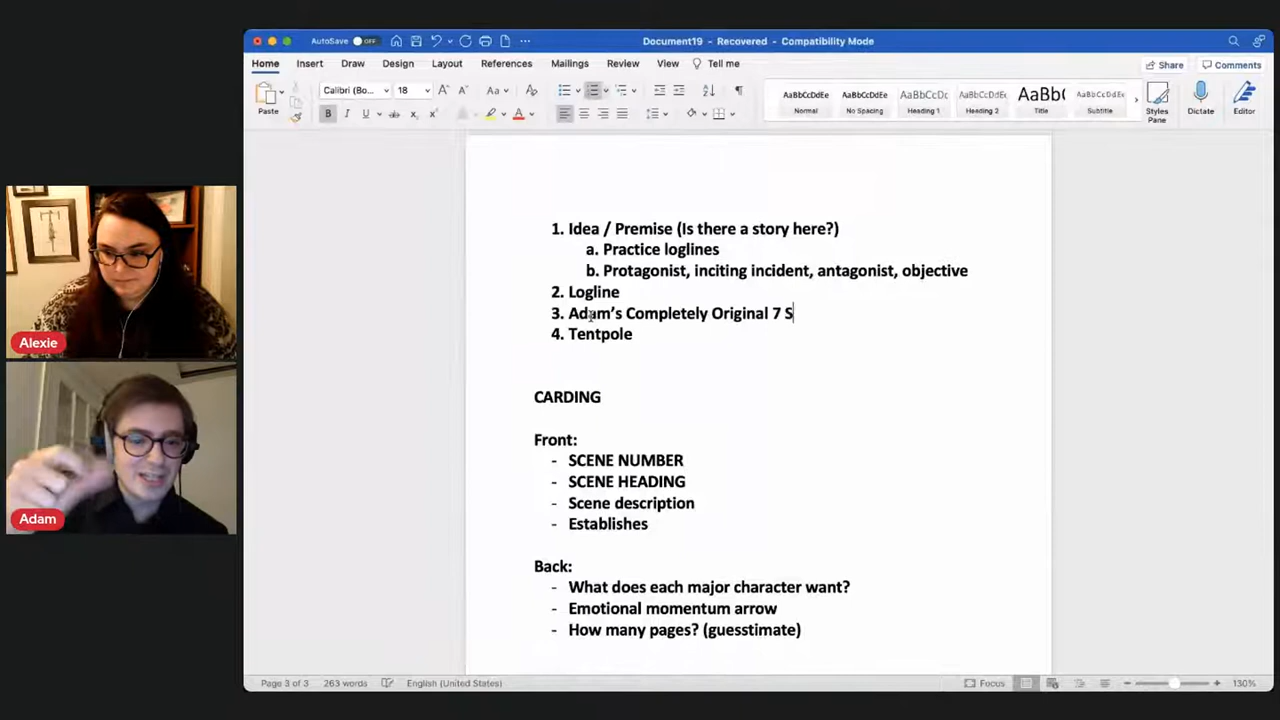 AutoSave OFF
Document19 - Recovered - Compatibility Mode
Home Insert Draw Design Layout References Mailings Review View Tell me
Share Comments
Paste
Calibri (Bo... 18
AaBbCcDdEe AaBbCcDdEe AaBbCcDc AaBbCcDdEe AaBb( AaBbCcDdEe
Normal No Spacing Heading 1 Heading 2 Title Subtitle
Styles Pane
Dictate
Editor
1. Idea / Premise (Is there a story here?)
a. Practice loglines
b. Protagonist, inciting incident, antagonist, objective
2. Logline
3. Adam's Completely Original 7 S
4. Tentpole
CARDING
Front:
- SCENE NUMBER
- SCENE HEADING
- Scene description
- Establishes
Back:
- What does each major character want?
- Emotional momentum arrow
- How many pages? (guesstimate)
Alexie
Adam
Page 3 of 3 263 words English (United States) Focus 130%